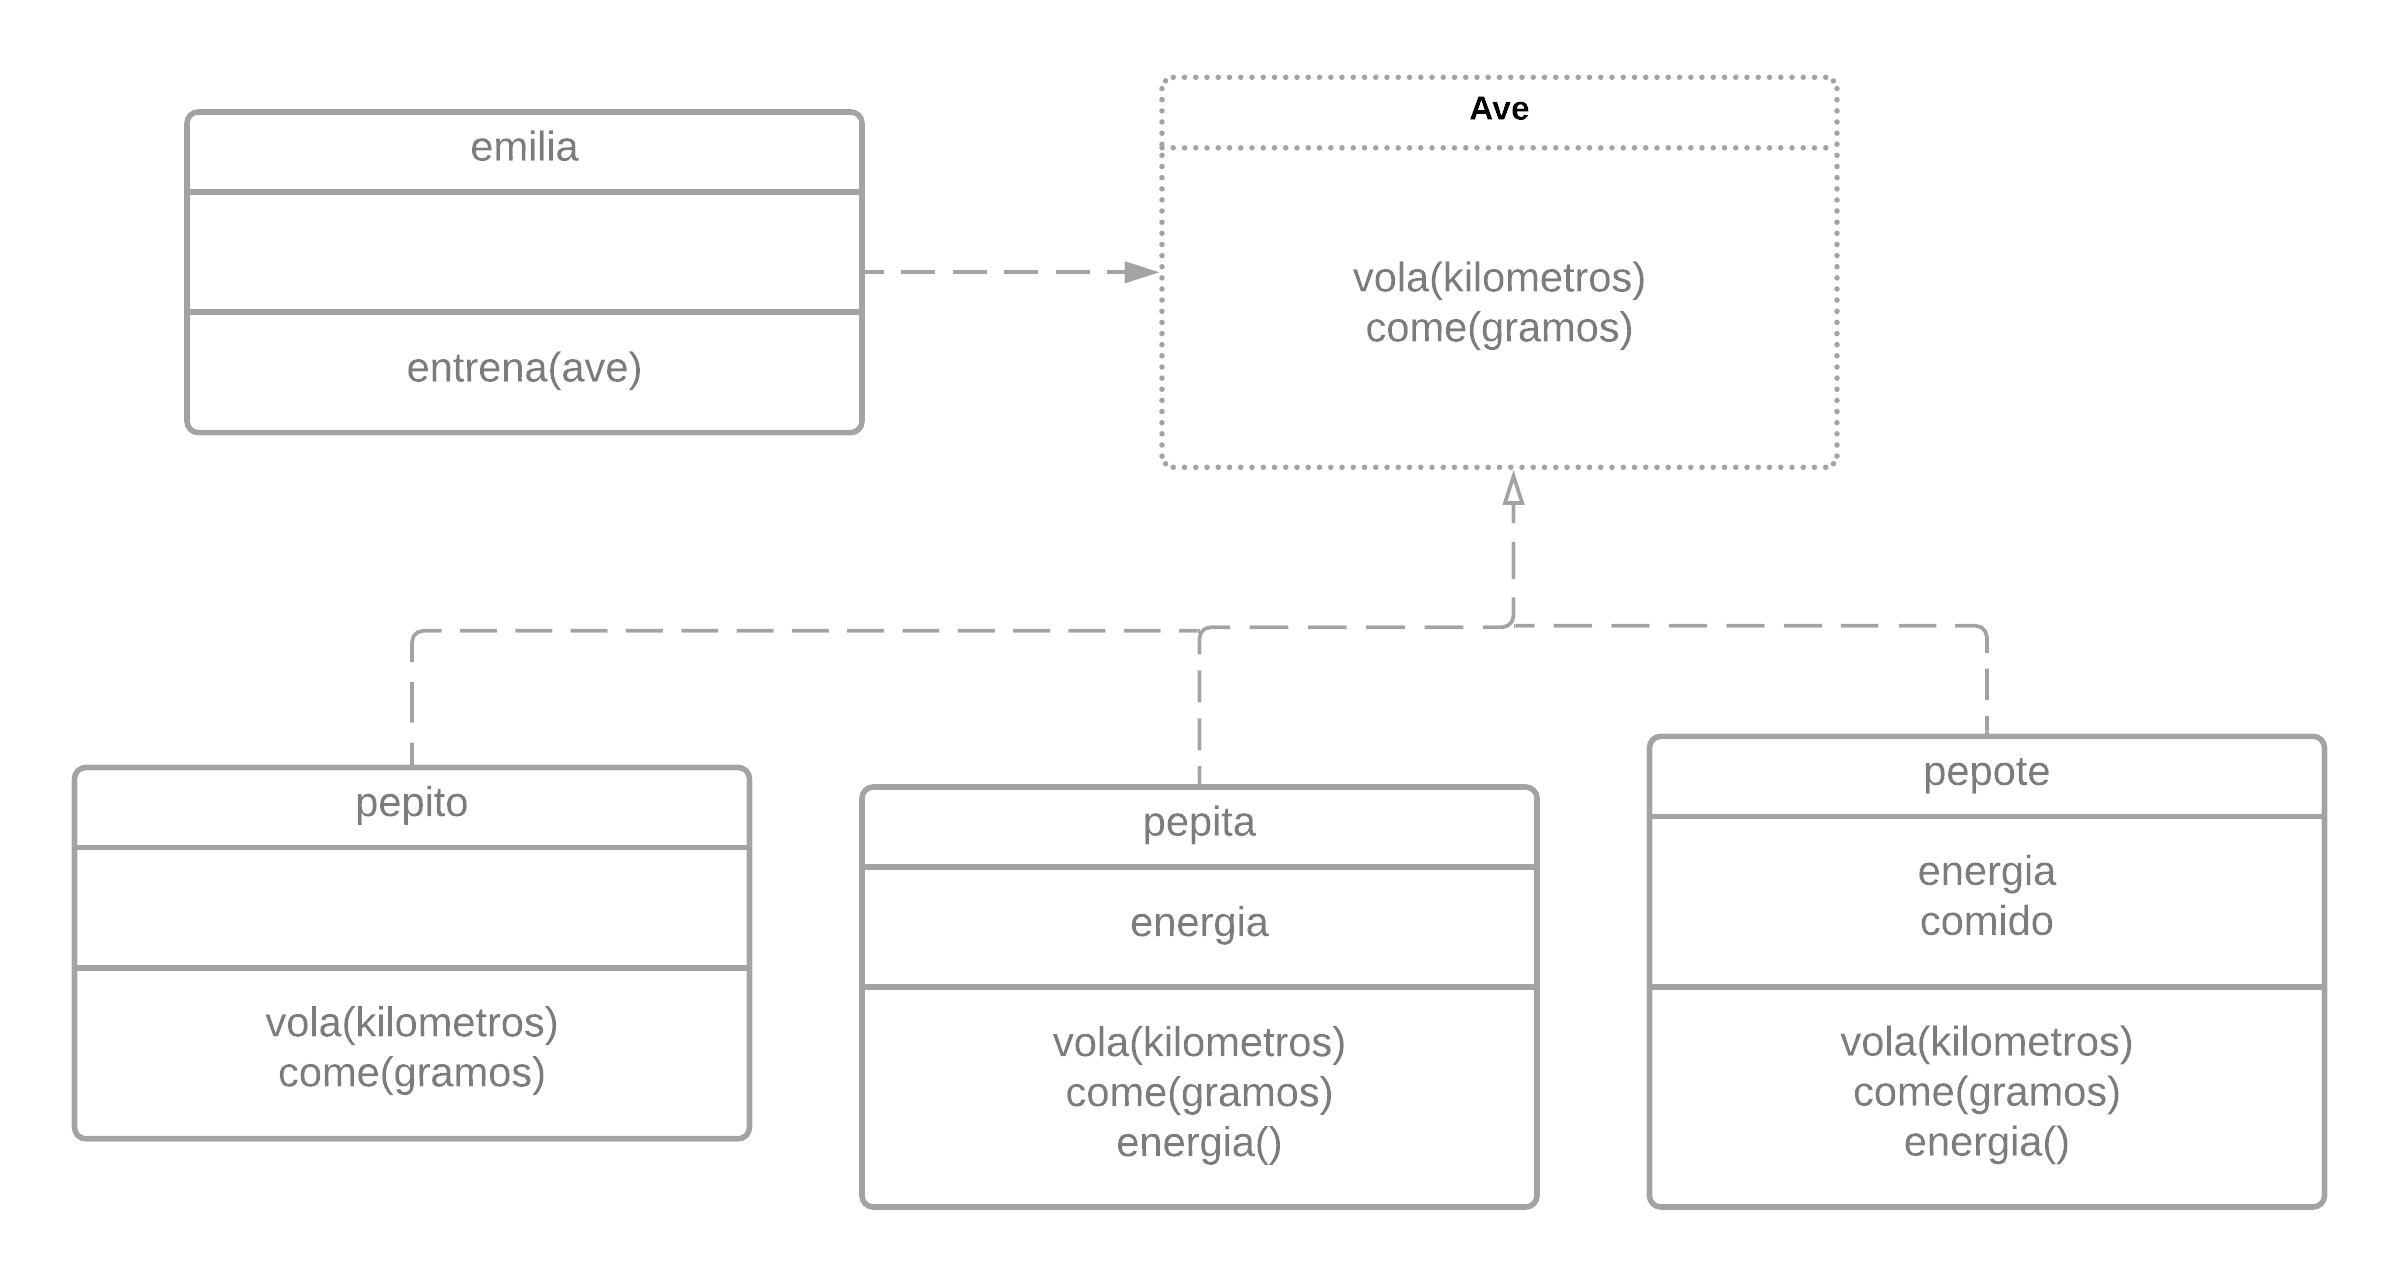 emilia
entrena(ave)
Ave
vola(kilometros)
come(gramos)
pepito
vola(kilometros)
come(gramos)
pepita
energia
vola(kilometros)
come(gramos)
energia()
pepote
energia
comido
vola(kilometros)
come(gramos)
energia()